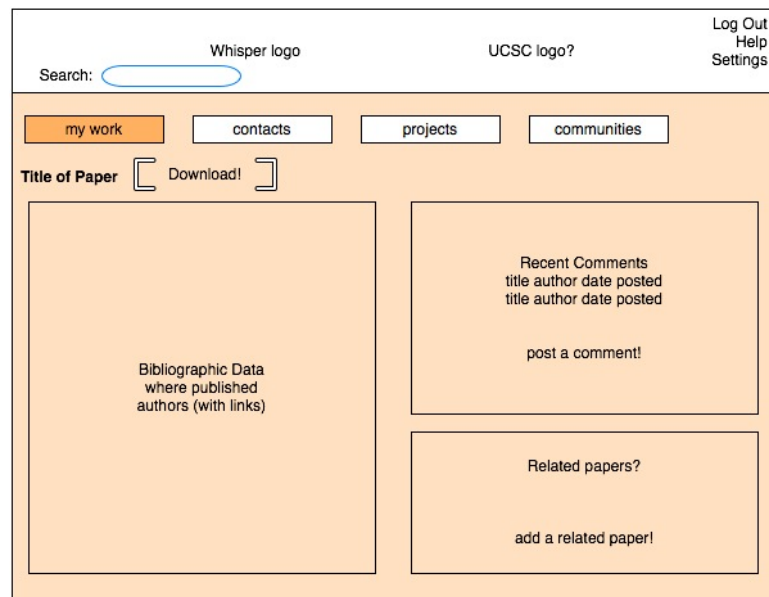 Log Out
Help
Settings
Whisper logo
UCSC logo?
Search:
my work
contacts
projects
communities
Title of Paper
Download!
Bibliographic Data
where published
authors (with links)
Recent Comments
title author date posted
title author date posted
post a comment!
Related papers?
add a related paper!